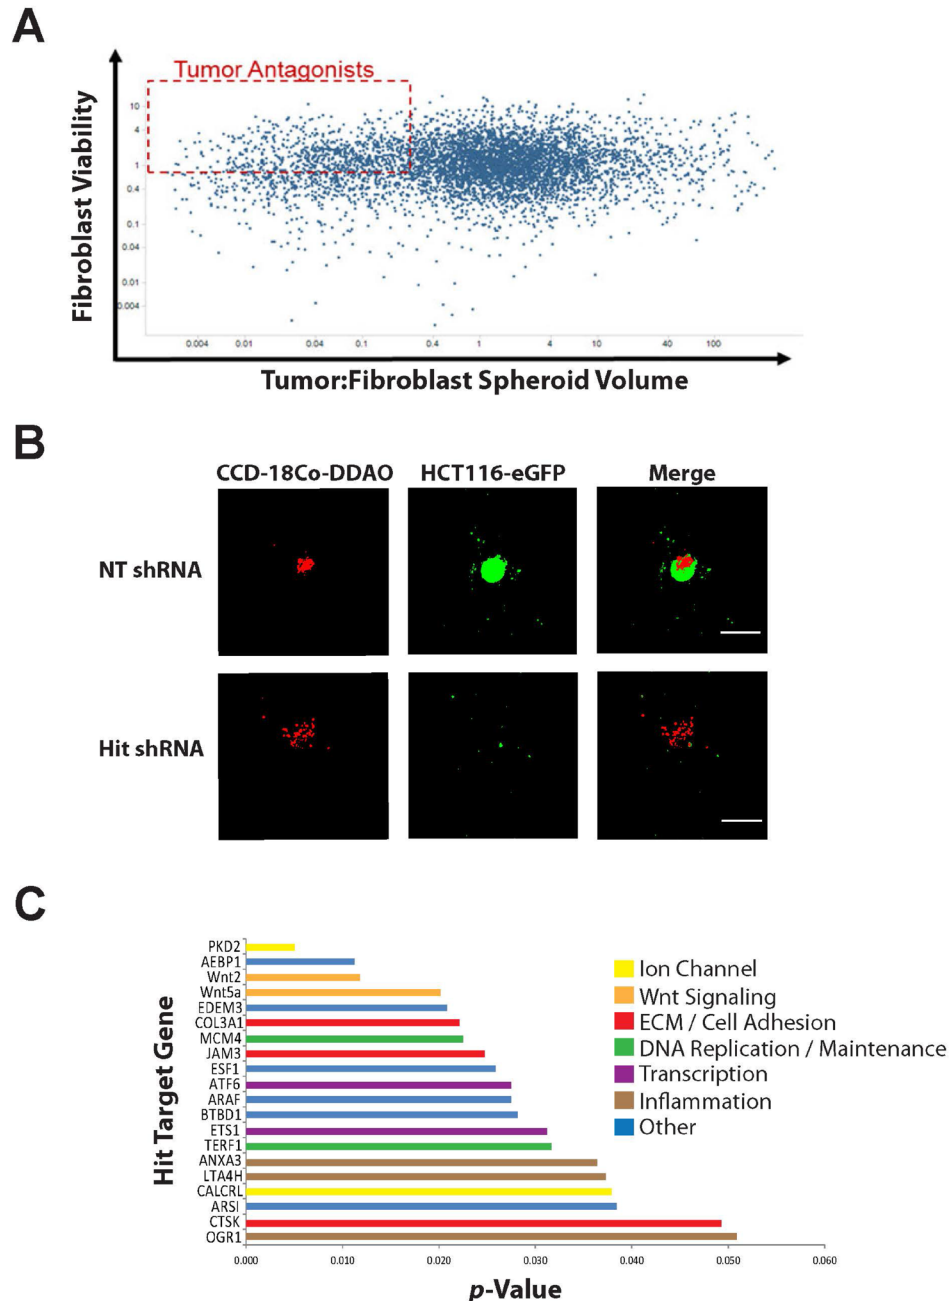 A
Tumor Antagonists
Fibroblast Viability
10
4
1
0.4
0.1
0.04
0.01
0.004
0.004 0.01 0.04 0.1 0.4 1 4 10 40 100
Tumor:Fibroblast Spheroid Volume
B
CCD-18Co-DDAO HCT116-eGFP Merge
NT shRNA
Hit shRNA
C
Hit Target Gene
PKD2
AEBP1
Wnt2
Wnt5a
EDEM3
COL3A1
MCM4
JAM3
ESF1
ATF6
ARAF
BTBD1
ETS1
TERF1
ANXA3
LTA4H
CALCRL
ARSI
CTSK
OGR1
Ion Channel
Wnt Signaling
ECM / Cell Adhesion
DNA Replication / Maintenance
Transcription
Inflammation
Other
0.000 0.010 0.020 0.030 0.040 0.050 0.060
p-Value